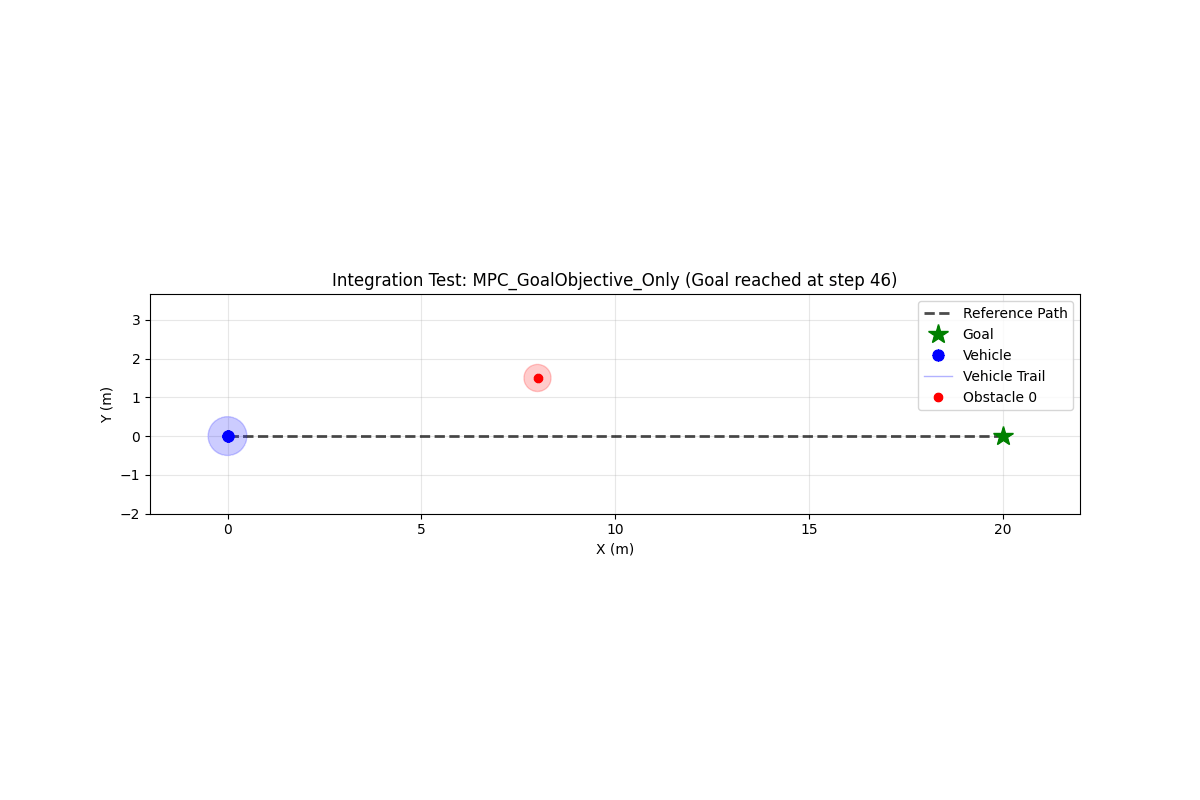 Integration Test: MPC_GoalObjective_Only (Goal reached at step 46)
Y (m)
3
2
1
0
−1
−2
Reference Path
Goal
Vehicle
Vehicle Trail
Obstacle 0
0 5 10 15 20
X (m)